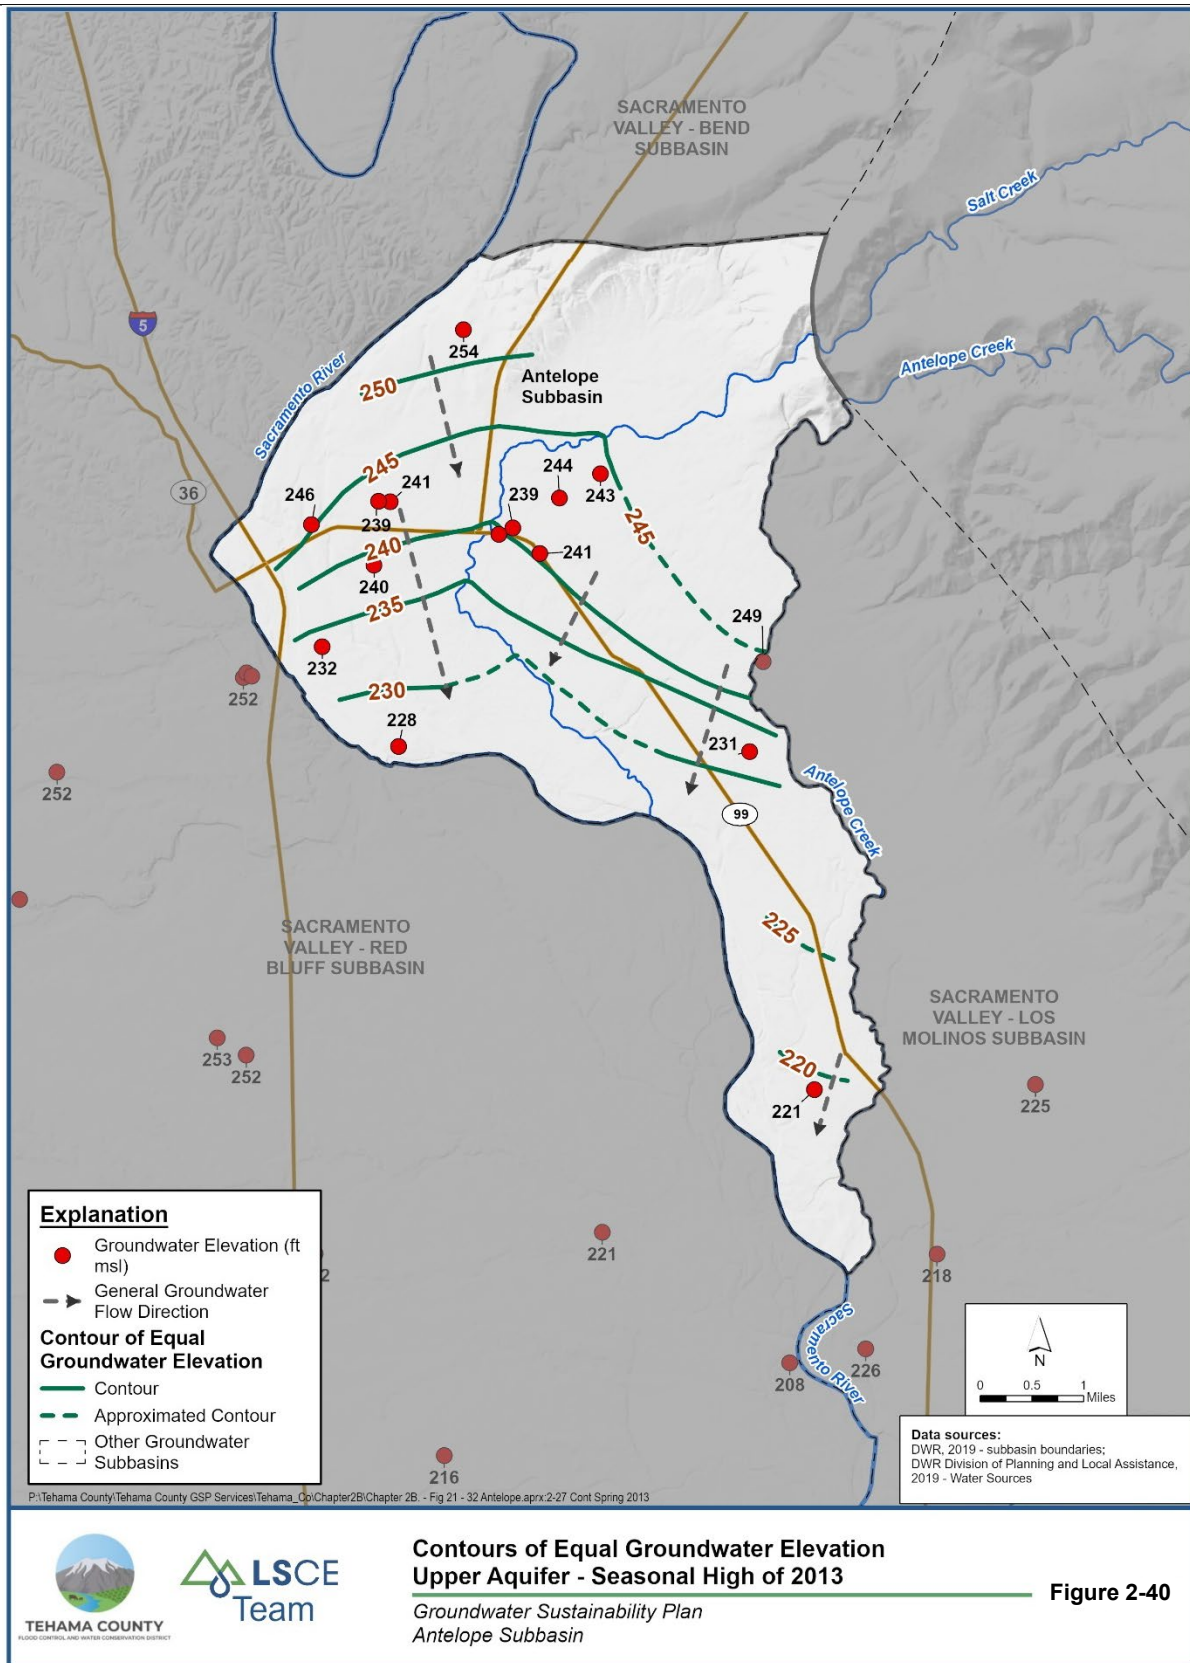 SACRAMENTO
VALLEY - BEND
SUBBASIN
Salt Creek
5
Antelope Creek
Sacramento River
254
250
Antelope
Subbasin
245
244
243
36
246
241
239
239
245
240
241
240
235
249
232
252
230
228
231
252
Antelope Creek
99
SACRAMENTO
VALLEY - RED
BLUFF SUBBASIN
225
SACRAMENTO
VALLEY - LOS
MOLINOS SUBBASIN
253
252
220
221
225
221
218
2
Sacramento River
208
226
216
Explanation
Groundwater Elevation (ft
msl)
General Groundwater
Flow Direction
Contour of Equal
Groundwater Elevation
Contour
Approximated Contour
Other Groundwater
Subbasins
N
0 0.5 1
Miles
Data sources:
DWR, 2019 - subbasin boundaries;
DWR Division of Planning and Local Assistance,
2019 - Water Sources
P:\Tehama County\Tehama County GSP Services\Tehama_Co\Chapter2B\Chapter 2B. - Fig 21 - 32 Antelope.aprx:2-27 Cont Spring 2013
TEHAMA COUNTY
FLOOD CONTROL AND WATER CONSERVATION DISTRICT
LSCE
Team
Contours of Equal Groundwater Elevation
Upper Aquifer - Seasonal High of 2013
Groundwater Sustainability Plan
Antelope Subbasin
Figure 2-40